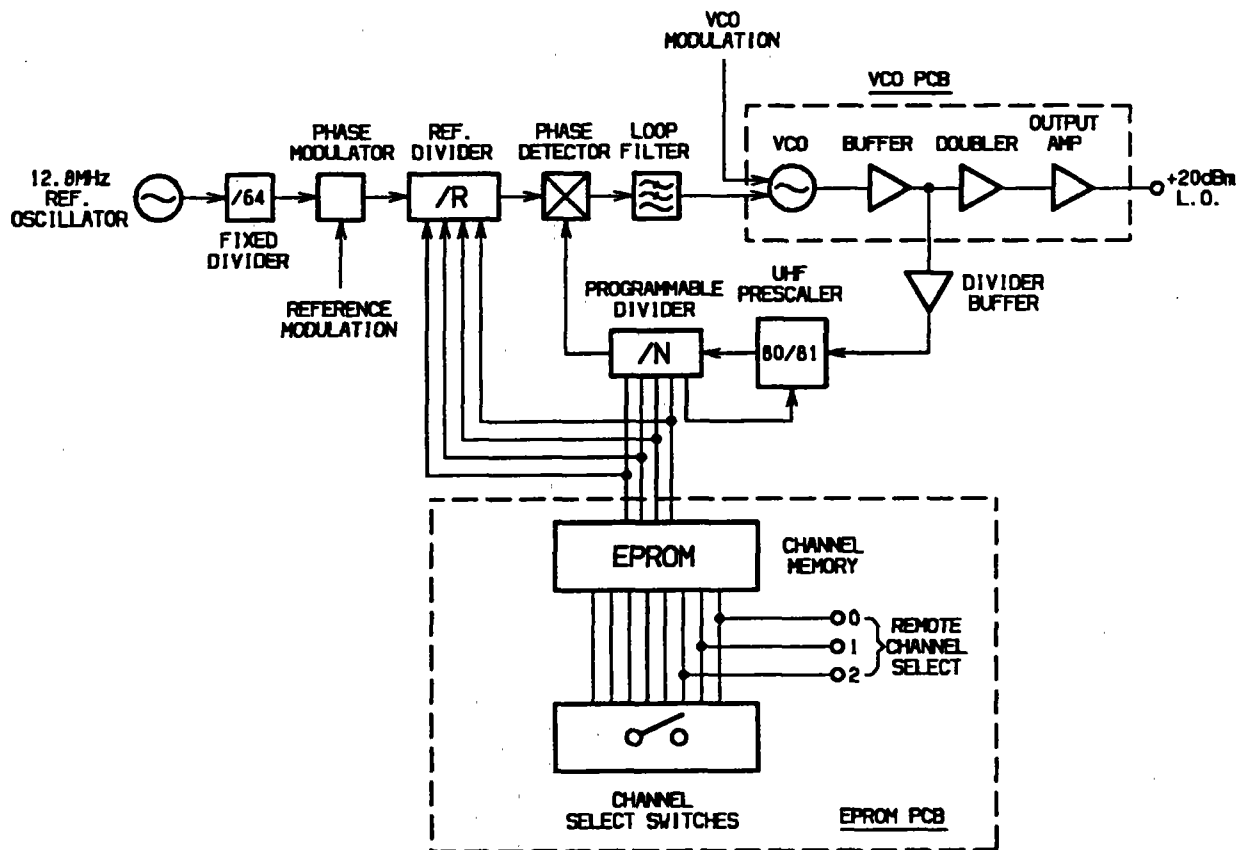 VCO
MODULATION
VCO PCB
PHASE
MODULATOR
REF.
DIVIDER
PHASE
DETECTOR
LOOP
FILTER
VCO
BUFFER
DOUBLER
OUTPUT
AMP
12.8MHz
REF.
OSCILLATOR
/64
/R
+20dBm
L.O.
FIXED
DIVIDER
REFERENCE
MODULATION
PROGRAMMABLE
DIVIDER
UHF
PRESCALER
DIVIDER
BUFFER
/N
80/81
EPROM
CHANNEL
MEMORY
0
1
2
REMOTE
CHANNEL
SELECT
CHANNEL
SELECT SWITCHES
EPROM PCB